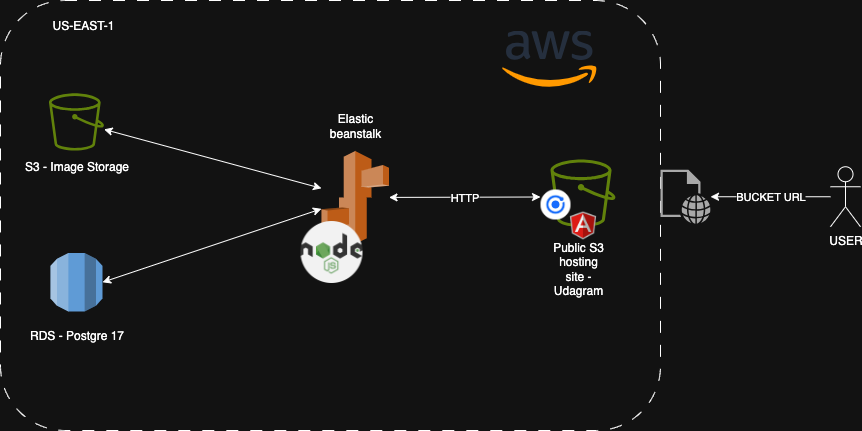 US-EAST-1
aws
Elastic
beanstalk
S3 - Image Storage
HTTP
BUCKET URL
node
JS
A
Public S3
hosting
site -
Udagram
USER
RDS - Postgre 17